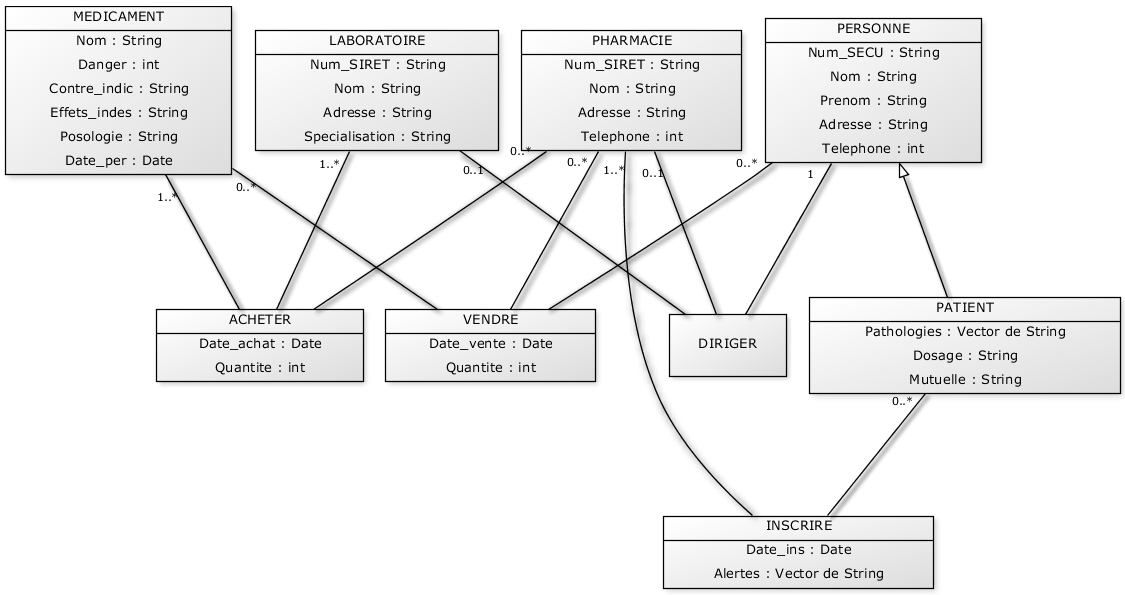 MEDICAMENT
Nom : String
Danger : int
Contre_indic : String
Effets_indes : String
Posologie : String
Date_per : Date
LABORATOIRE
Num_SIRET : String
Nom : String
Adresse : String
Specialisation : String
PHARMACIE
Num_SIRET : String
Nom : String
Adresse : String
Telephone : int
PERSONNE
Num_SECU : String
Nom : String
Prenom : String
Adresse : String
Telephone : int
1..*
0..*
1..*
0..1
0..*
0..*
1..*
0..1
0..*
1
ACHETER
Date_achat : Date
Quantite : int
VENDRE
Date_vente : Date
Quantite : int
DIRIGER
PATIENT
Pathologies : Vector de String
Dosage : String
Mutuelle : String
0..*
INSCRIRE
Date_ins : Date
Alertes : Vector de String